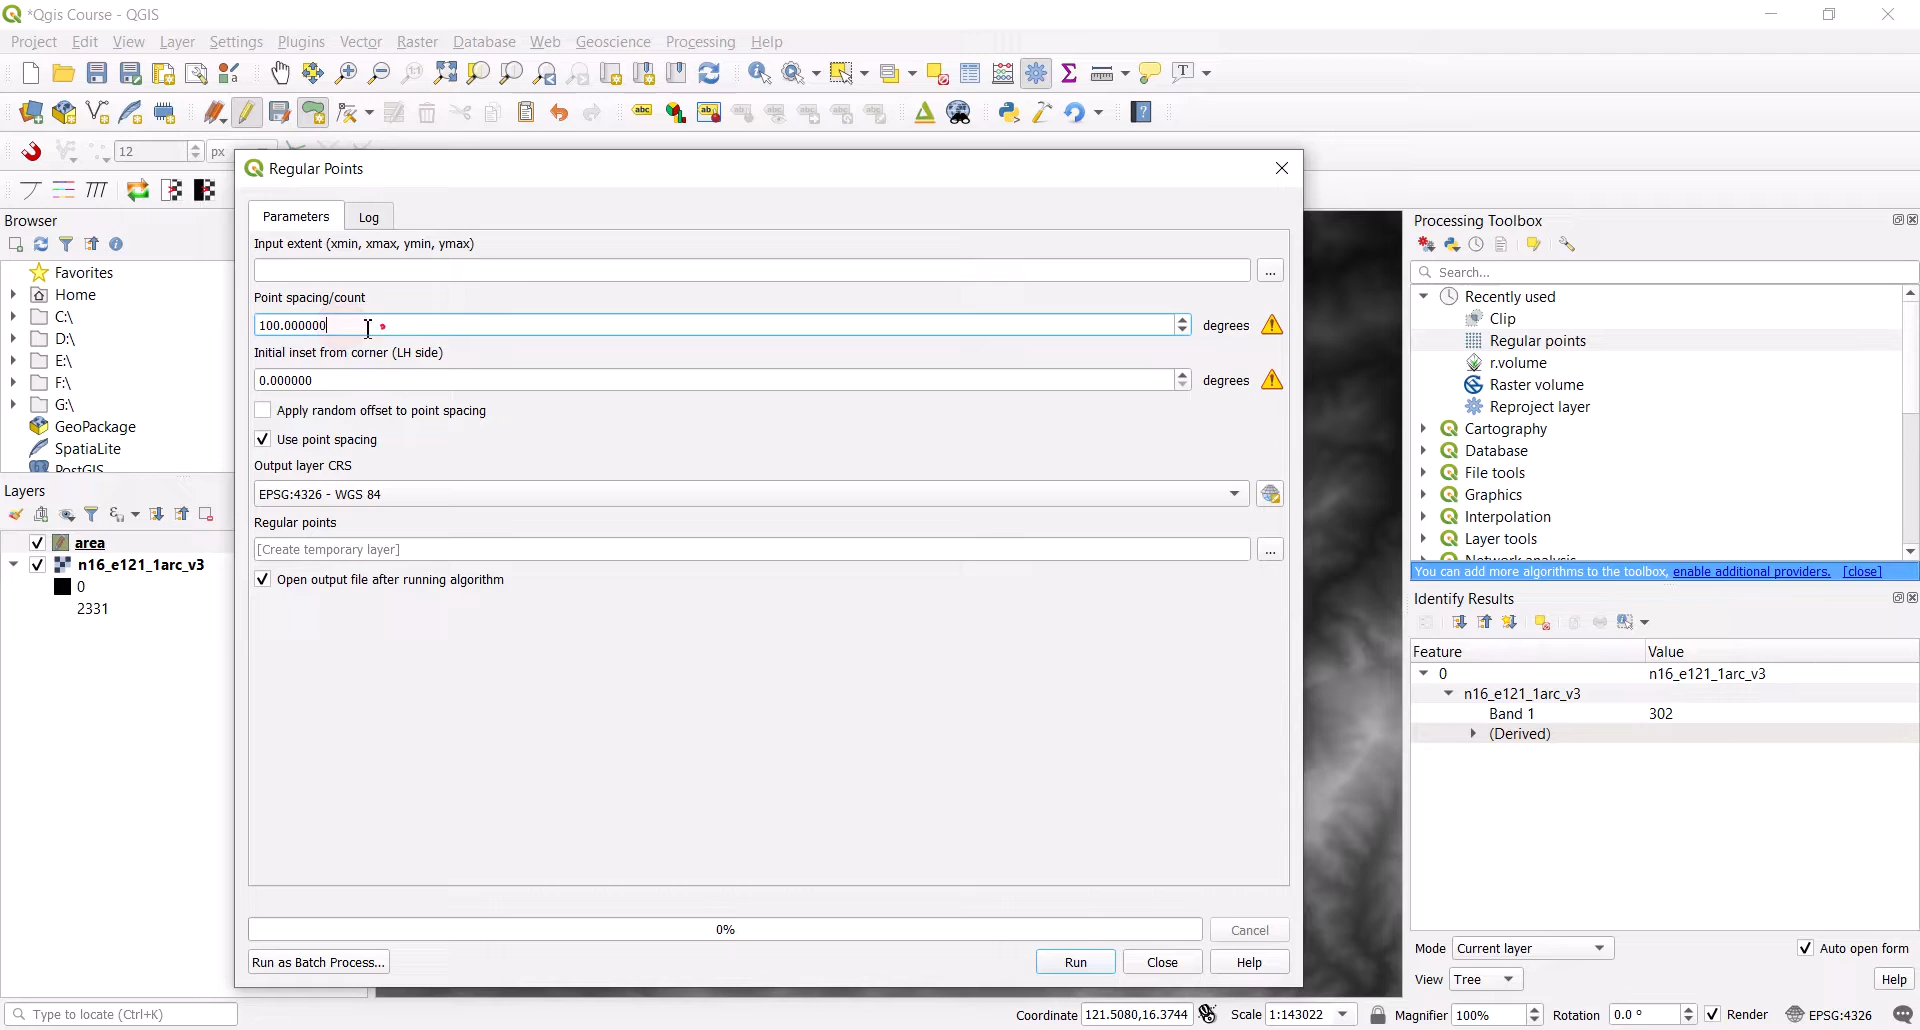 *Qgis Course - QGIS
Project Edit View Layer Settings Plugins Vector Raster Database Web Geoscience Processing Help
12 px
Regular Points
Parameters Log
Input extent (xmin, xmax, ymin, ymax)
...
Point spacing/count
100.000000 degrees
Initial inset from corner (LH side)
0.000000 degrees
Apply random offset to point spacing
Use point spacing
Output layer CRS
EPSG:4326 - WGS 84
Regular points
[Create temporary layer] ...
Open output file after running algorithm
0% Cancel
Run as Batch Process... Run Close Help
Browser
Favorites
Home
C:\
D:\
E:\
F:\
G:\
GeoPackage
SpatiaLite
PostGIS
Layers
area
n16_e121_1arc_v3
0
2331
Processing Toolbox
Search...
Recently used
Clip
Regular points
r.volume
Raster volume
Reproject layer
Cartography
Database
File tools
Graphics
Interpolation
Layer tools
Network analysis
You can add more algorithms to the toolbox, enable additional providers. [close]
Identify Results
Feature Value
0 n16_e121_1arc_v3
n16_e121_1arc_v3
Band 1 302
(Derived)
Mode Current layer Auto open form
View Tree Help
Type to locate (Ctrl+K) Coordinate 121.5080,16.3744 Scale 1:143022 Magnifier 100% Rotation 0.0 ° Render EPSG:4326